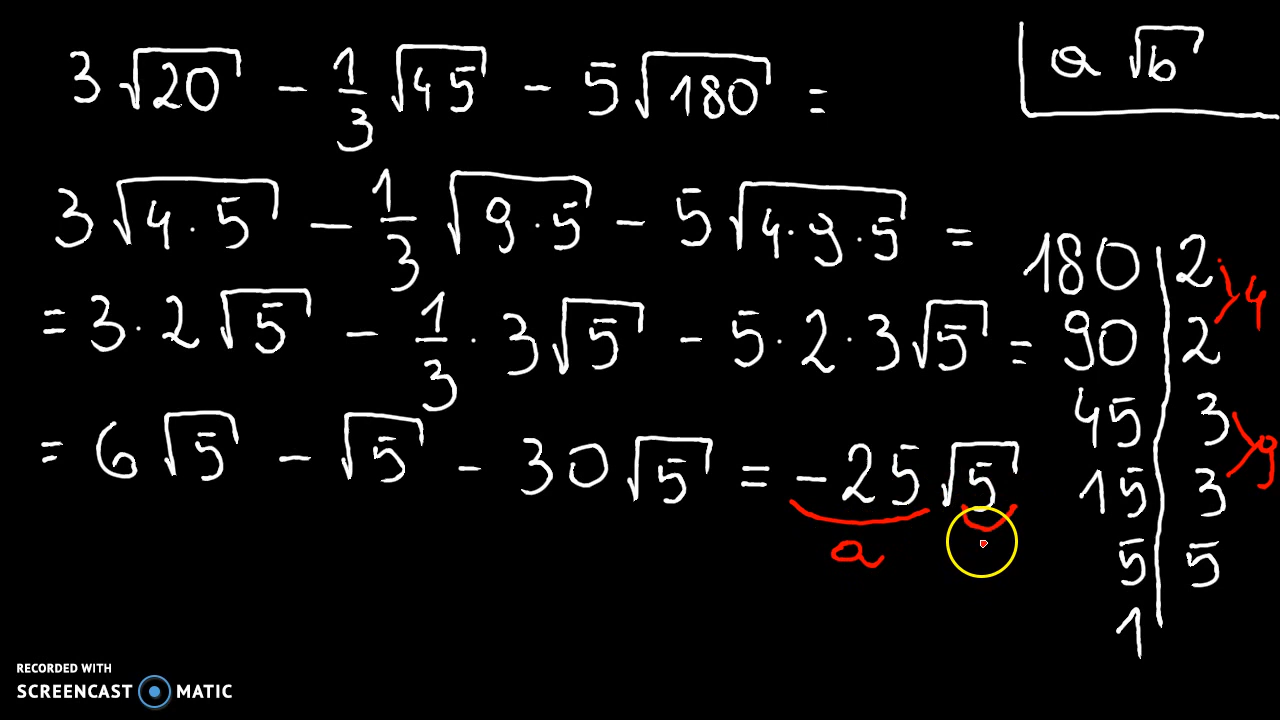 3√20 - 1/3 √45 - 5√180 =
a√b
3√4·5 - 1/3 √9·5 - 5√4·9·5 =
= 3·2√5 - 1/3 · 3√5 - 5·2·3√5 =
= 6√5 - √5 - 30√5 = -25√5
a
180 | 2
90 | 2
4
45 | 3
15 | 3
9
5 | 5
1
RECORDED WITH
SCREENCAST MATIC